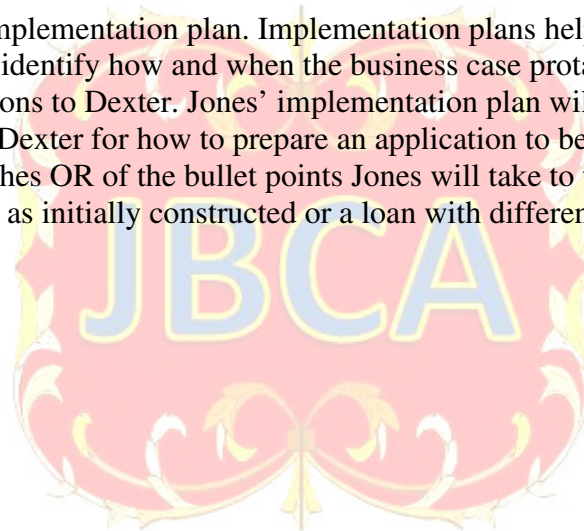 mplementation plan. Implementation plans help
identify how and when the business case prota
ons to Dexter. Jones' implementation plan wil
Dexter for how to prepare an application to be
hes OR of the bullet points Jones will take to
as initially constructed or a loan with differen
JBCA